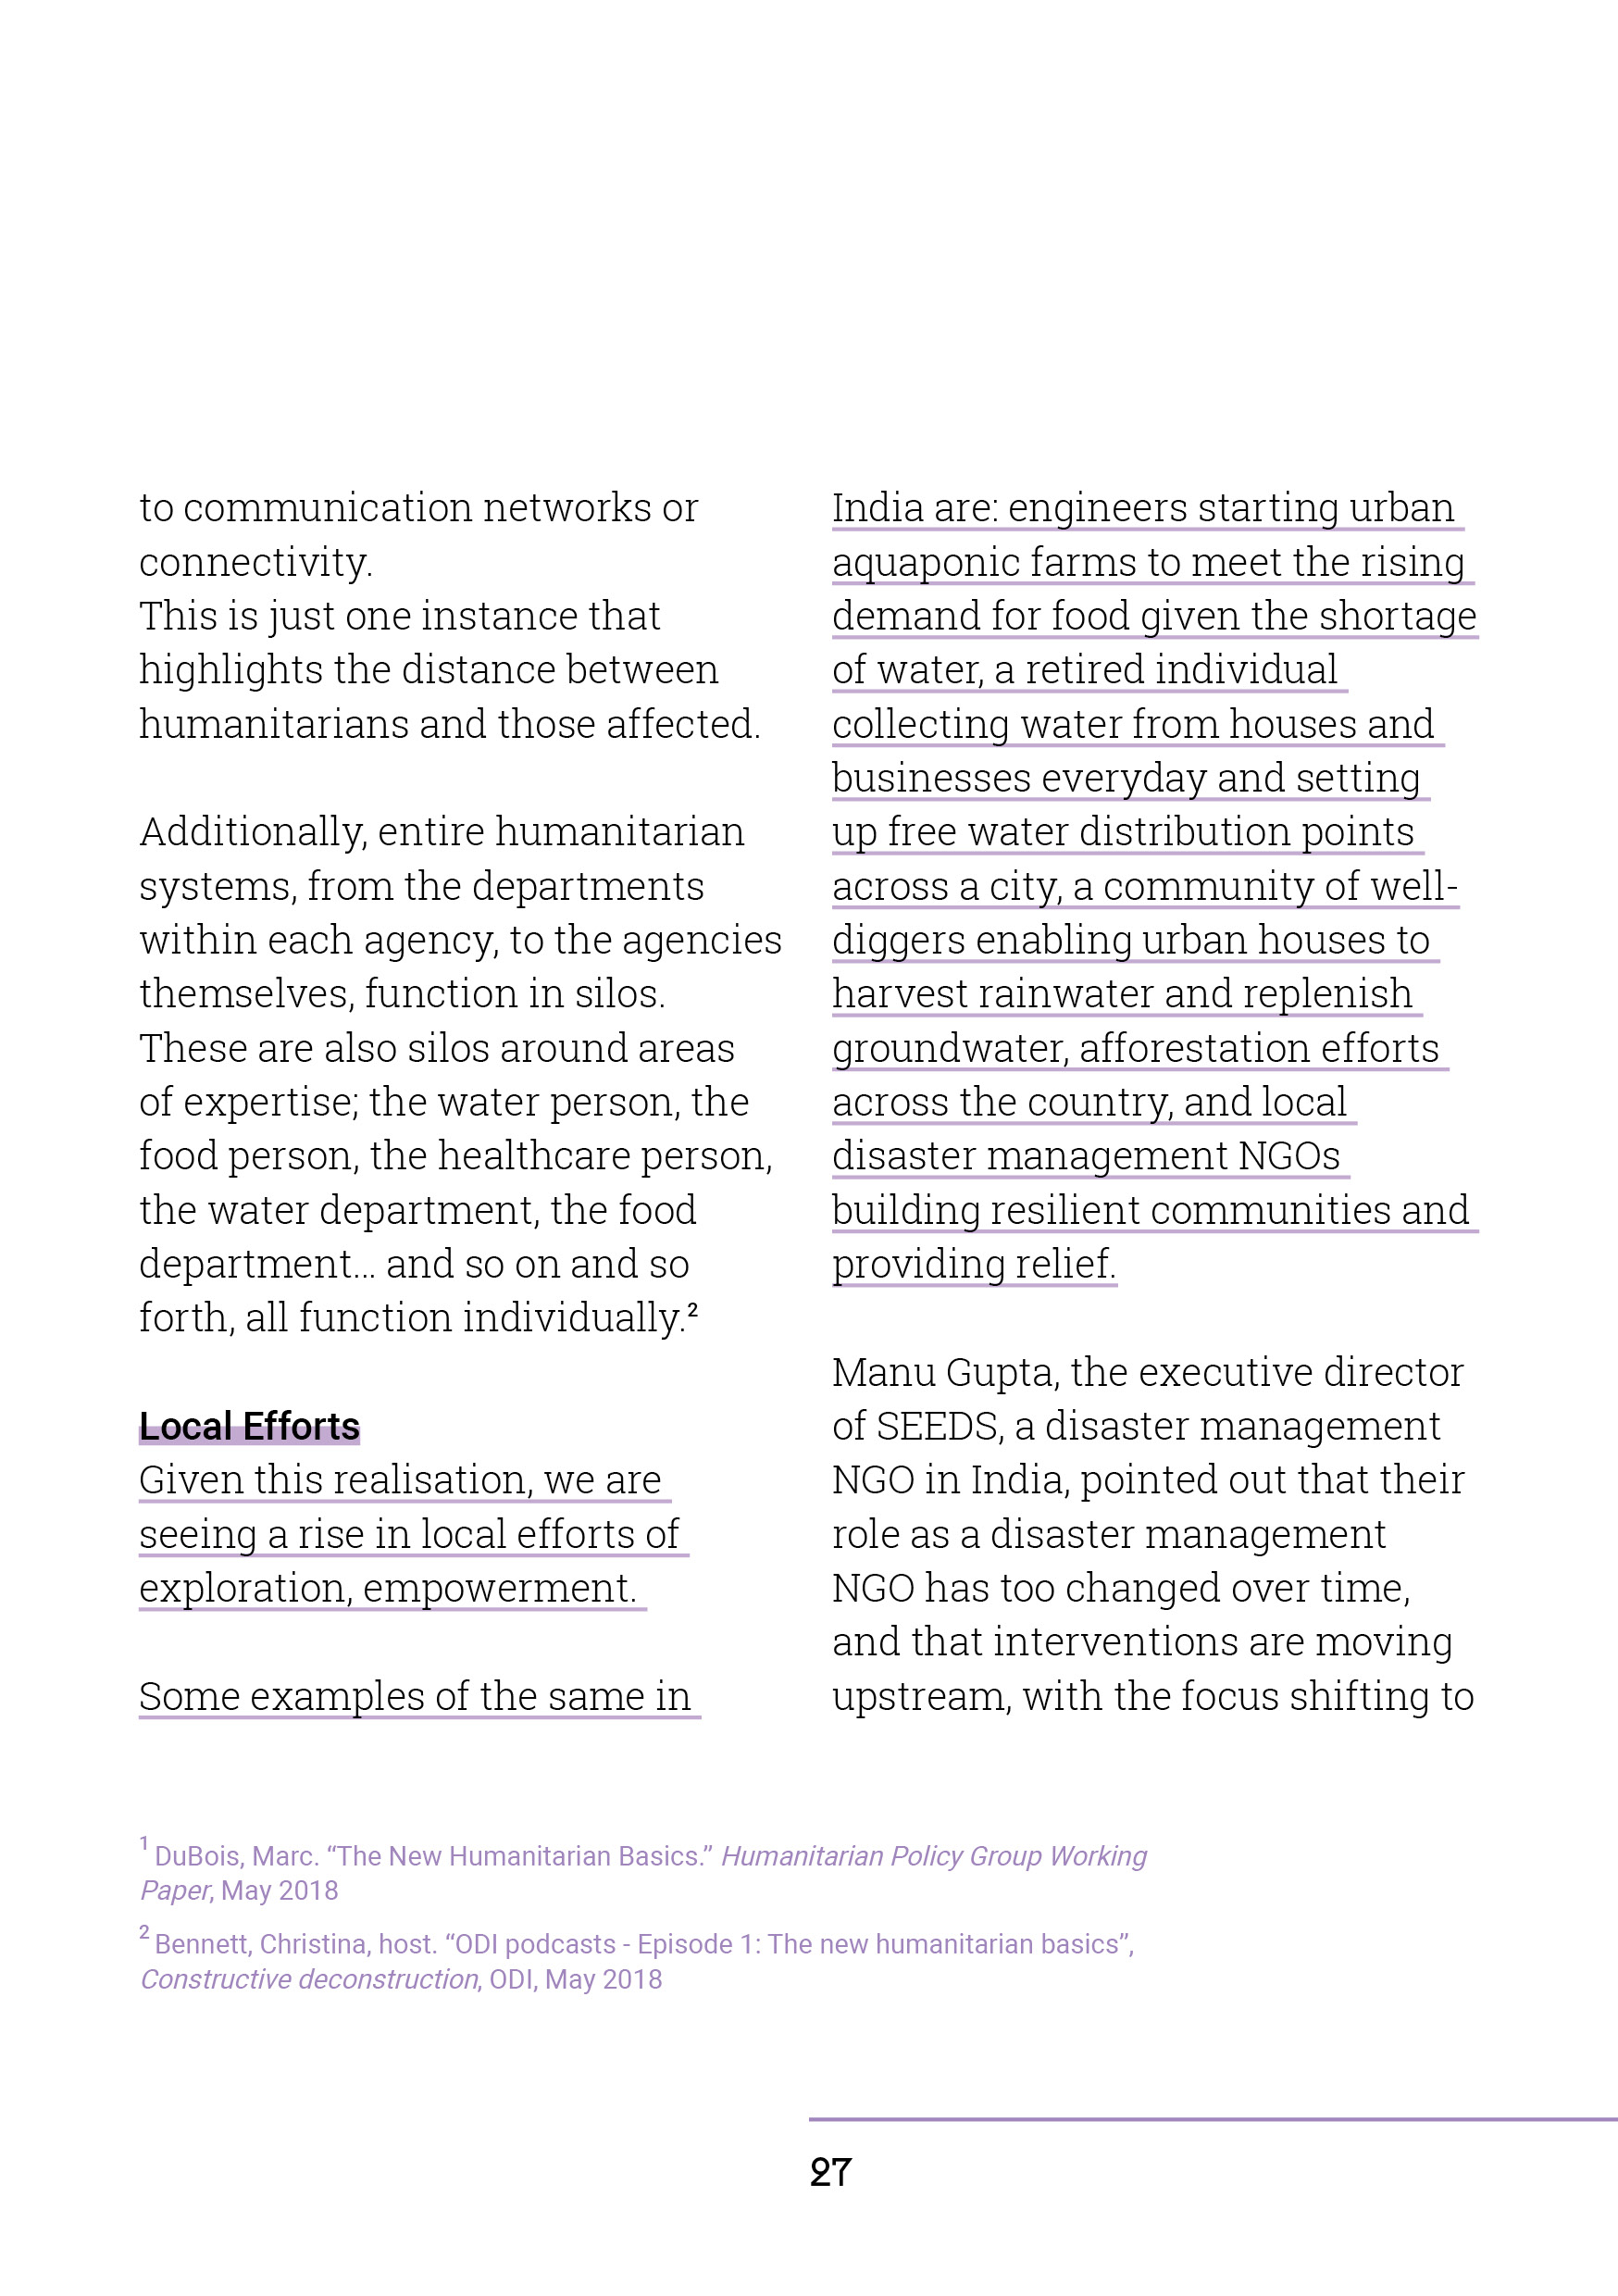 to communication networks or
connectivity.
This is just one instance that
highlights the distance between
humanitarians and those affected.
Additionally, entire humanitarian
systems, from the departments
within each agency, to the agencies
themselves, function in silos.
These are also silos around areas
of expertise; the water person, the
food person, the healthcare person,
the water department, the food
department... and so on and so
forth, all function individually.²
Local Efforts
Given this realisation, we are
seeing a rise in local efforts of
exploration, empowerment.
Some examples of the same in
India are: engineers starting urban
aquaponic farms to meet the rising
demand for food given the shortage
of water, a retired individual
collecting water from houses and
businesses everyday and setting
up free water distribution points
across a city, a community of well-
diggers enabling urban houses to
harvest rainwater and replenish
groundwater, afforestation efforts
across the country, and local
disaster management NGOs
building resilient communities and
providing relief.
Manu Gupta, the executive director
of SEEDS, a disaster management
NGO in India, pointed out that their
role as a disaster management
NGO has too changed over time,
and that interventions are moving
upstream, with the focus shifting to
¹ DuBois, Marc. “The New Humanitarian Basics.” Humanitarian Policy Group Working
Paper, May 2018
² Bennett, Christina, host. “ODI podcasts - Episode 1: The new humanitarian basics”,
Constructive deconstruction, ODI, May 2018
27